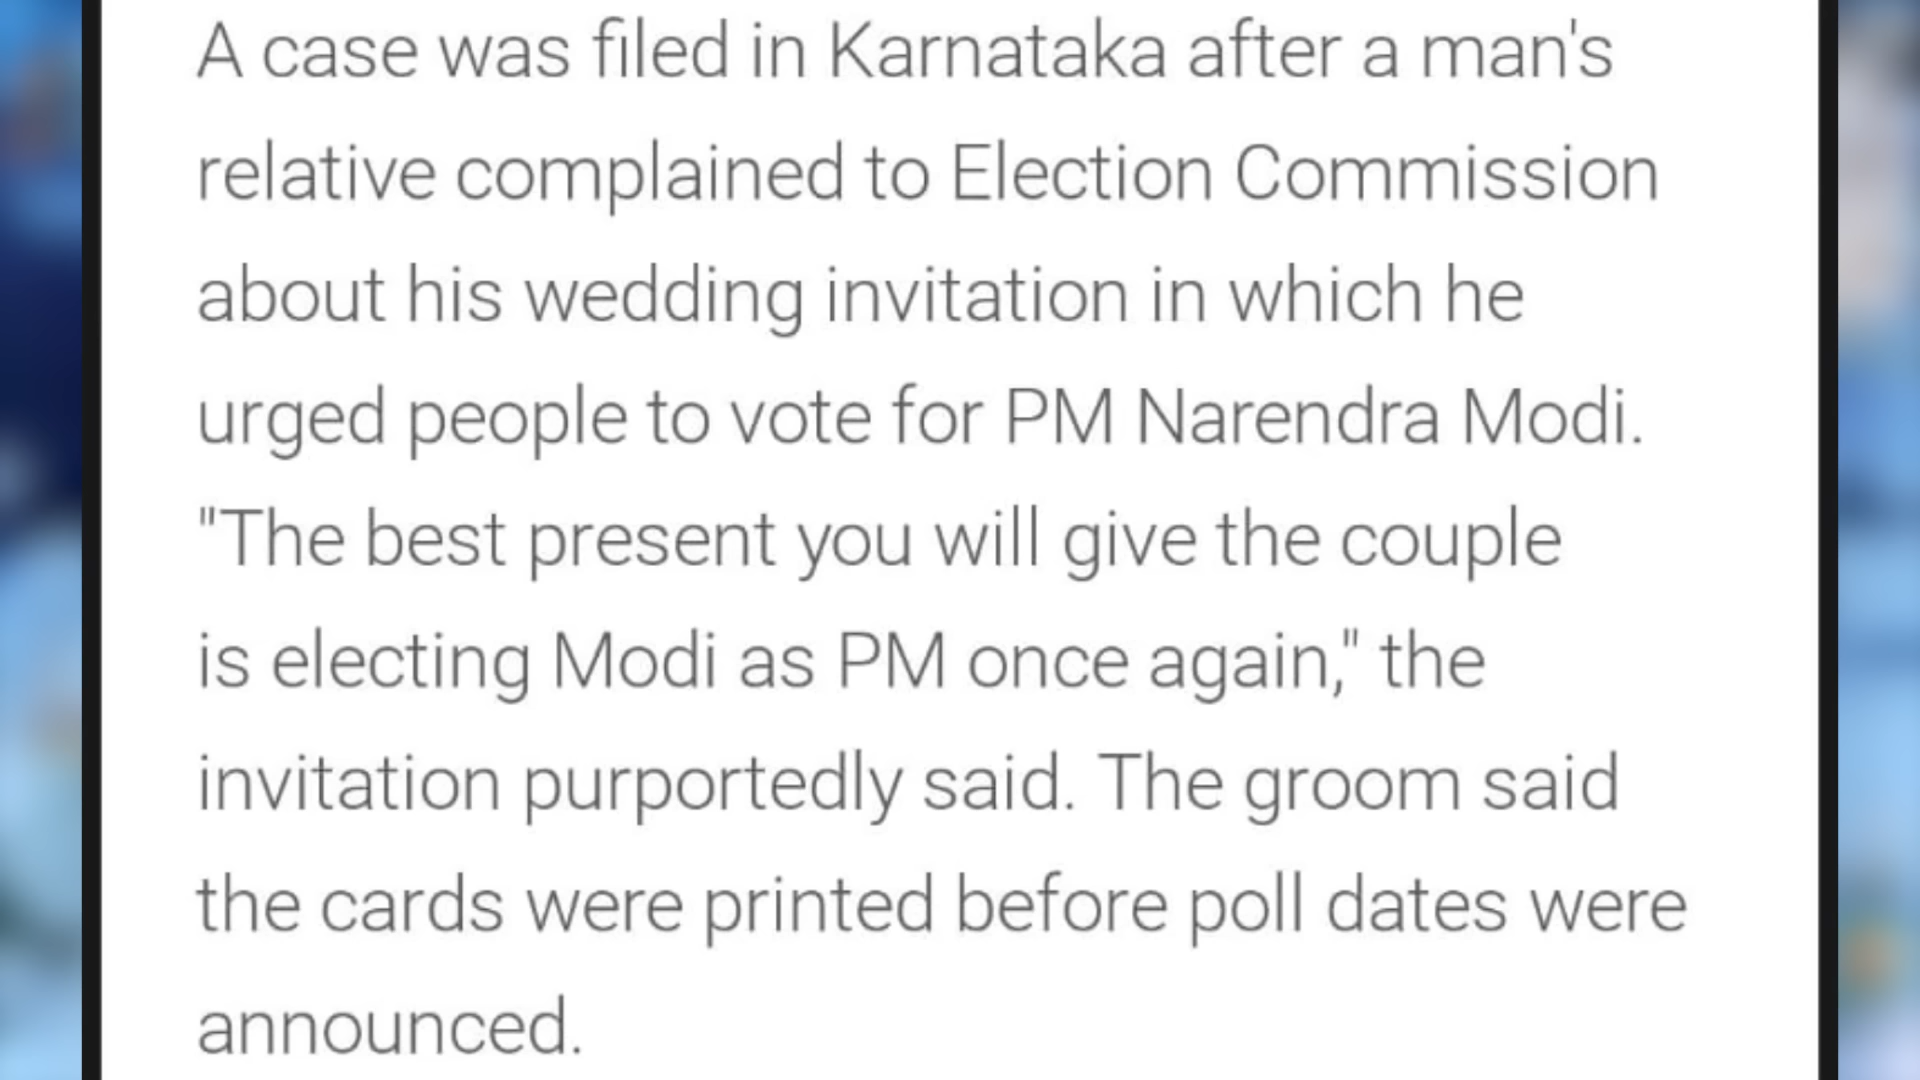 A case was filed in Karnataka after a man's
relative complained to Election Commission
about his wedding invitation in which he
urged people to vote for PM Narendra Modi.
"The best present you will give the couple
is electing Modi as PM once again," the
invitation purportedly said. The groom said
the cards were printed before poll dates were
announced.